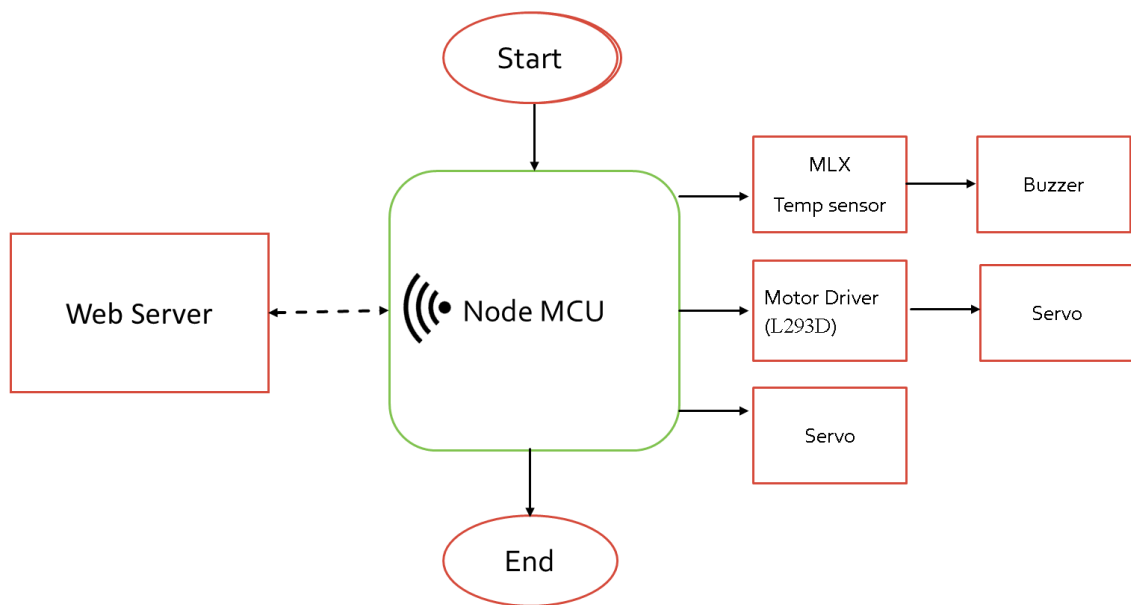 Start
MLX
Temp sensor
Buzzer
Web Server
Node MCU
Motor Driver
(L293D)
Servo
Servo
End